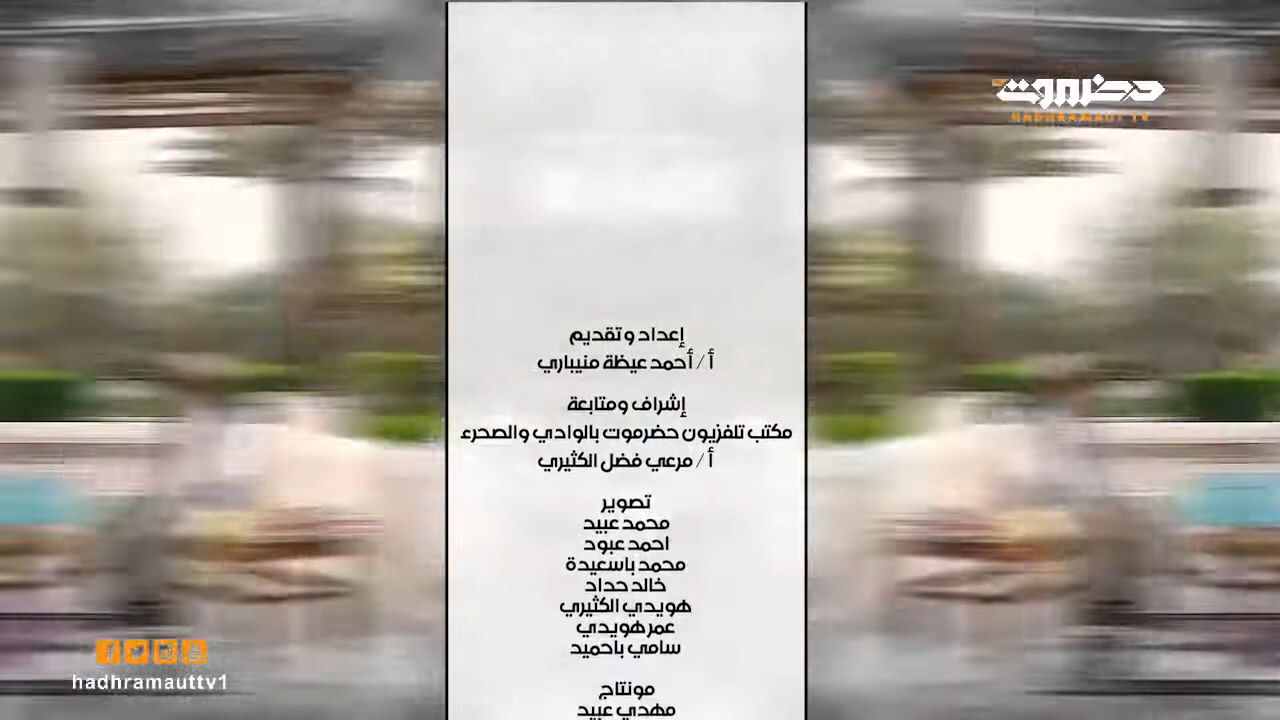 حضرموت
HADHRAMAUT TV
إعداد وتقديم
أ / أحمد عيظة منيباري
إشراف ومتابعة
مكتب تلفزيون حضرموت بالوادي والصحرء
أ / مرعي فضل الكثيري
تصوير
محمد عبيد
احمد عبود
محمد باسعيدة
خالد حداد
هويدي الكثيري
عمر هويدي
سامي باحميد
مونتاج
مهدي عبيد
hadhramauttv1